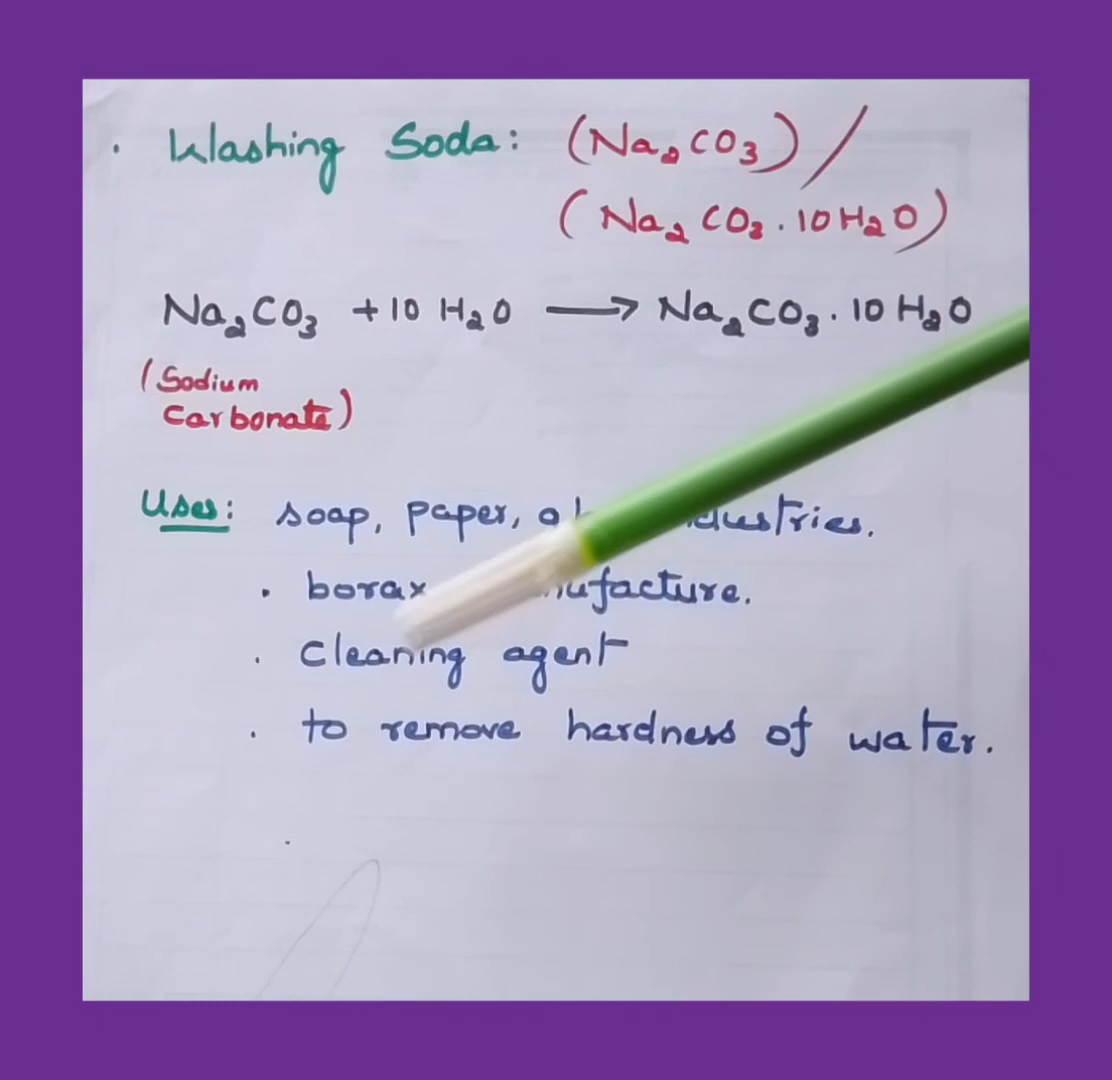 . Washing Soda: (Na₂CO₃) /
(Na₂CO₃.10H₂O)
Na₂CO₃ + 10 H₂O ⟶ Na₂CO₃.10 H₂O
(Sodium
Carbonate)
Uses: soap, paper,
. borax
. cleaning agent
. to remove hardness of water.